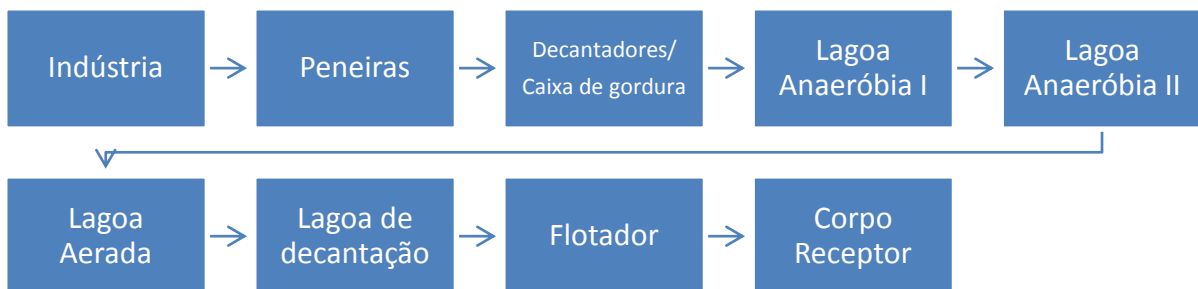 Indústria
Peneiras
Decantadores/
Caixa de gordura
Lagoa
Anaeróbia I
Lagoa
Anaeróbia II
Lagoa
Aerada
Lagoa de
decantação
Flotador
Corpo
Receptor